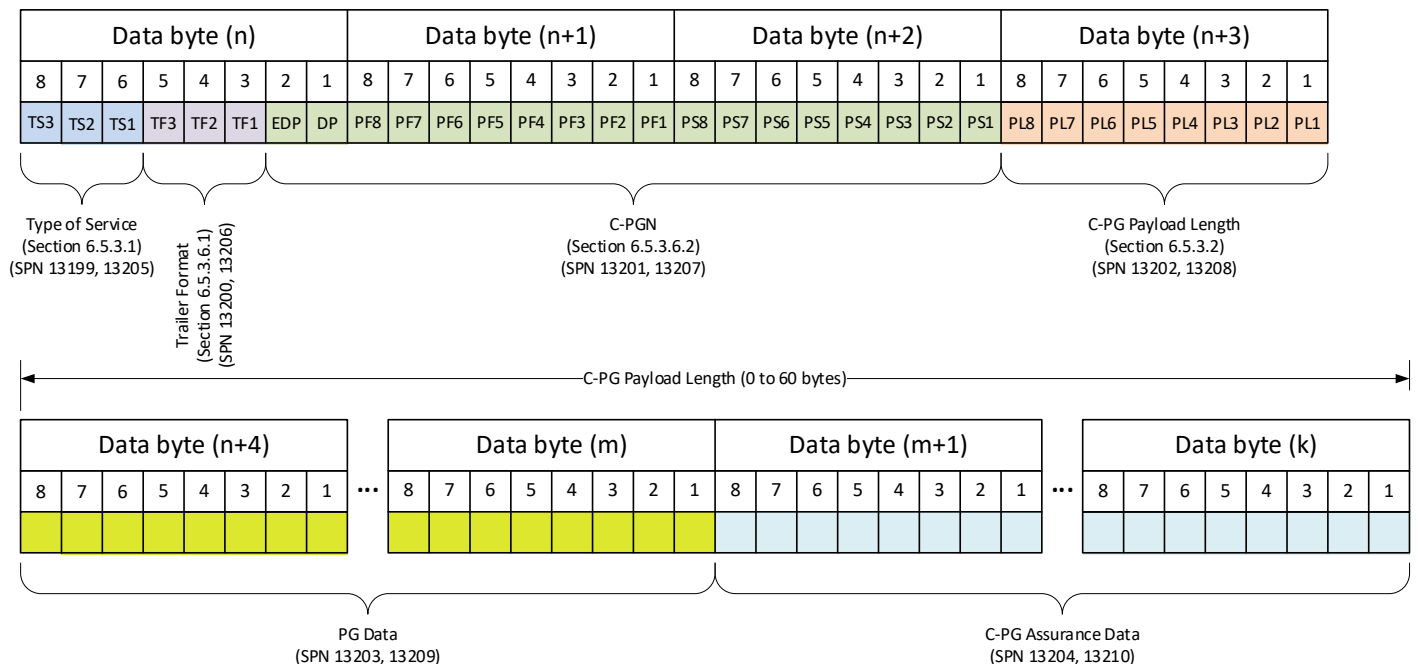 Data byte (n) Data byte (n+1) Data byte (n+2) Data byte (n+3)
8 7 6 5 4 3 2 1 8 7 6 5 4 3 2 1 8 7 6 5 4 3 2 1 8 7 6 5 4 3 2 1
TS3 TS2 TS1 TF3 TF2 TF1 EDP DP PF8 PF7 PF6 PF5 PF4 PF3 PF2 PF1 PS8 PS7 PS6 PS5 PS4 PS3 PS2 PS1 PL8 PL7 PL6 PL5 PL4 PL3 PL2 PL1
Type of Service
(Section 6.5.3.1)
(SPN 13199, 13205)
Trailer Format
(Section 6.5.3.6.1)
(SPN 13200, 13206)
C-PGN
(Section 6.5.3.6.2)
(SPN 13201, 13207)
C-PG Payload Length
(Section 6.5.3.2)
(SPN 13202, 13208)
C-PG Payload Length (0 to 60 bytes)
Data byte (n+4) Data byte (m) Data byte (m+1) Data byte (k)
8 7 6 5 4 3 2 1 ... 8 7 6 5 4 3 2 1 8 7 6 5 4 3 2 1 ... 8 7 6 5 4 3 2 1
PG Data
(SPN 13203, 13209)
C-PG Assurance Data
(SPN 13204, 13210)